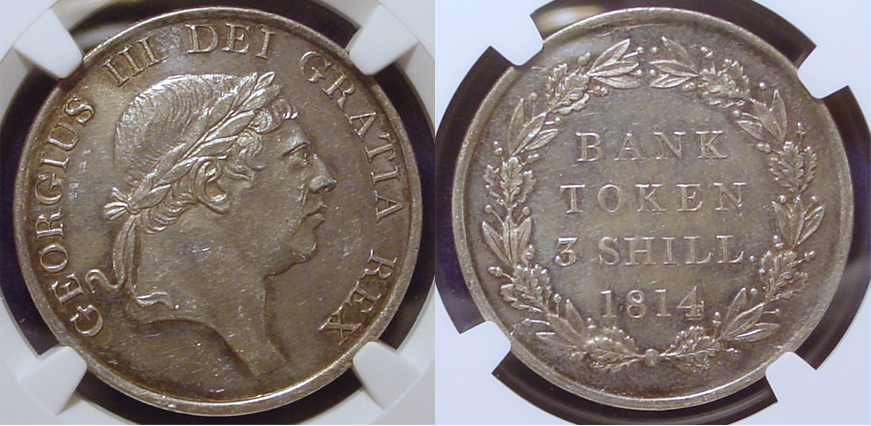 GEORGIUS III DEI GRATIA REX
BANK
TOKEN
3 SHILL.
1814